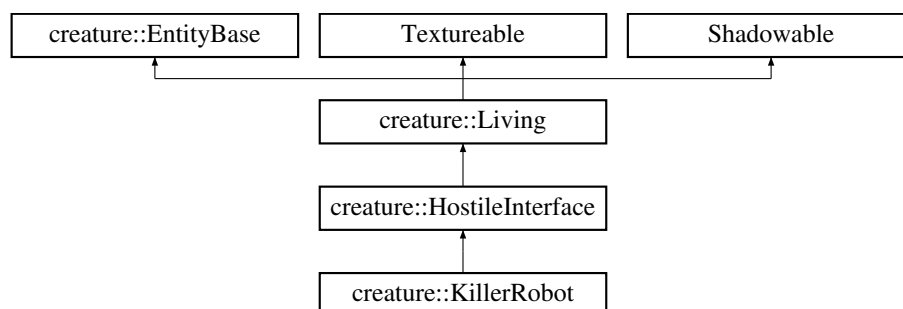 creature::EntityBase
Textureable
Shadowable
creature::Living
creature::HostileInterface
creature::KillerRobot